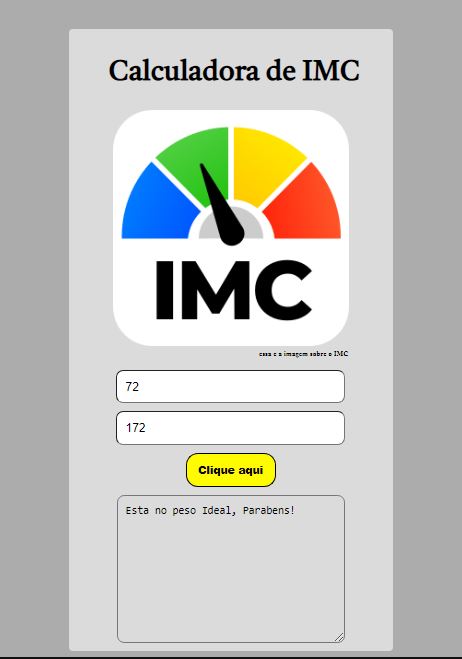 Calculadora de IMC
IMC
essa e a imagem sobre o IMC
72
172
Clique aqui
Esta no peso Ideal, Parabens!